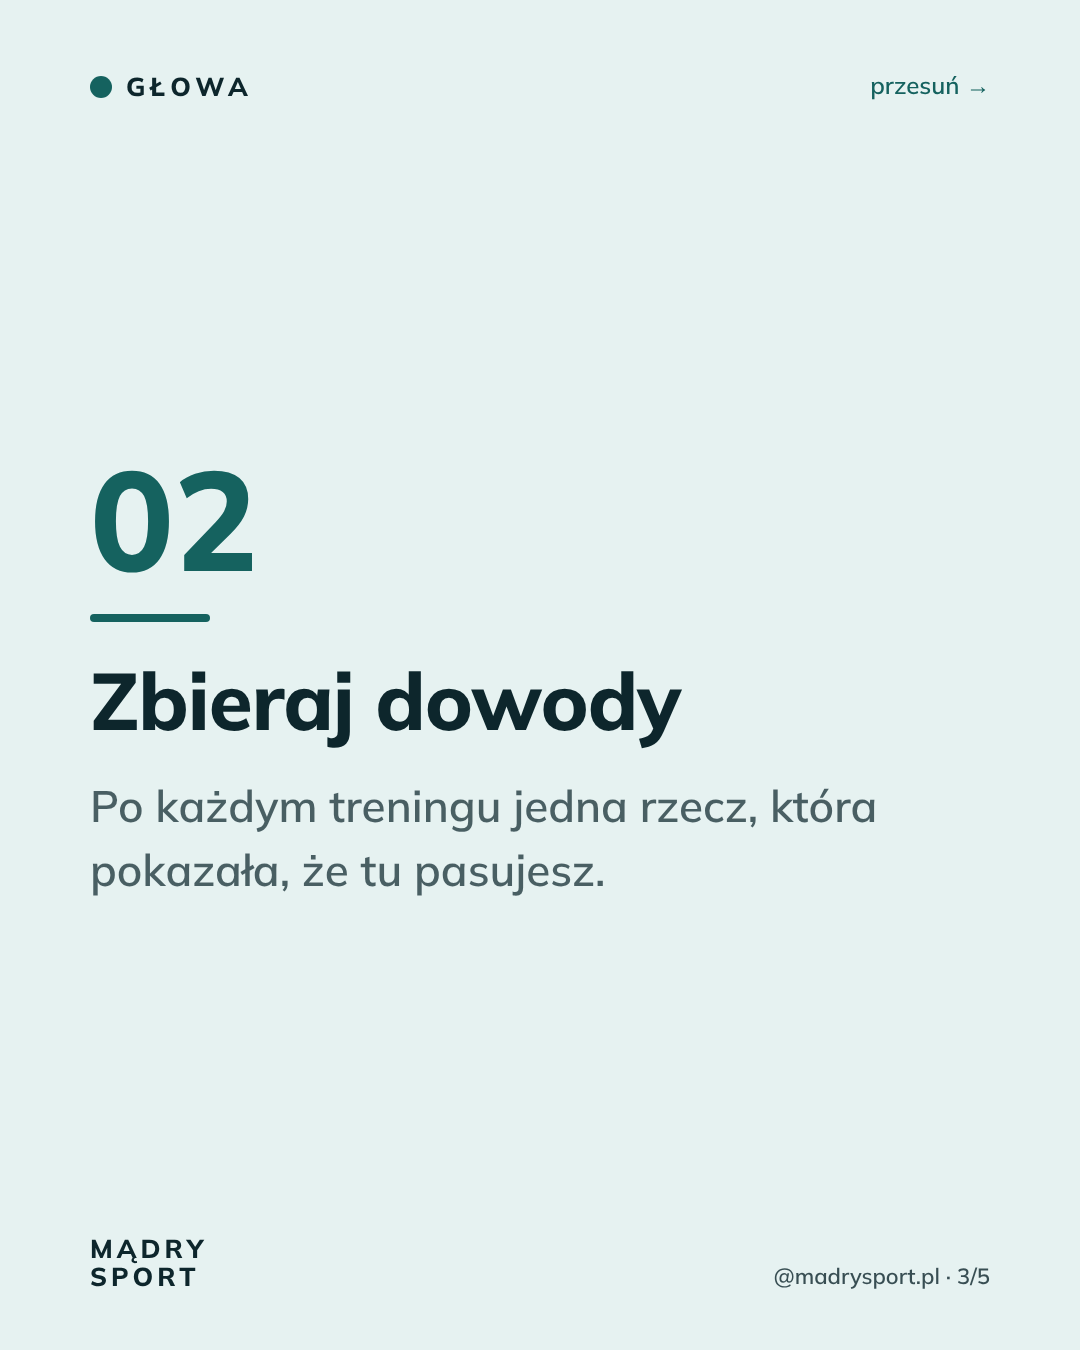 GŁOWA
przesuń →
02
Zbieraj dowody
Po każdym treningu jedna rzecz, która
pokazała, że tu pasujesz.
MĄDRY
SPORT
@madrysport.pl · 3/5